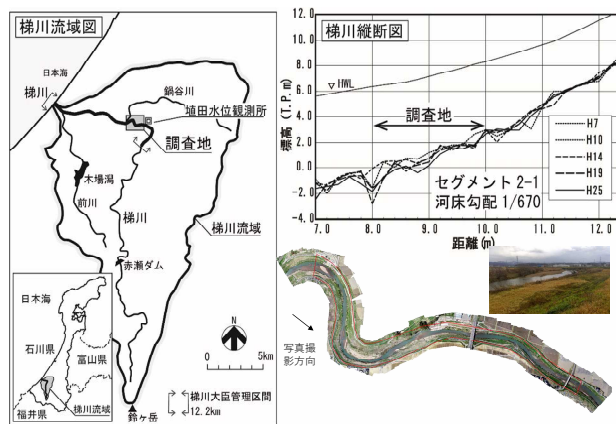 梯川流域図
日本海
梯川
鍋谷川
埴田水位観測所
調査地
木場潟
前川
梯川
梯川流域
赤瀬ダム
日本海
石川県
富山県
福井県
梯川流域
N
0
5km
鈴ヶ岳
梯川大臣管理区間
12.2km
梯川縦断図
標高(T.P.m)
12.0
10.0
8.0
6.0
4.0
2.0
0.0
-2.0
-4.0
HWL
調査地
セグメント 2-1
河床勾配 1/670
H7
H10
H14
H19
H25
7.0
8.0
9.0
10.0
11.0
12.0
距離(m)
写真撮
影方向